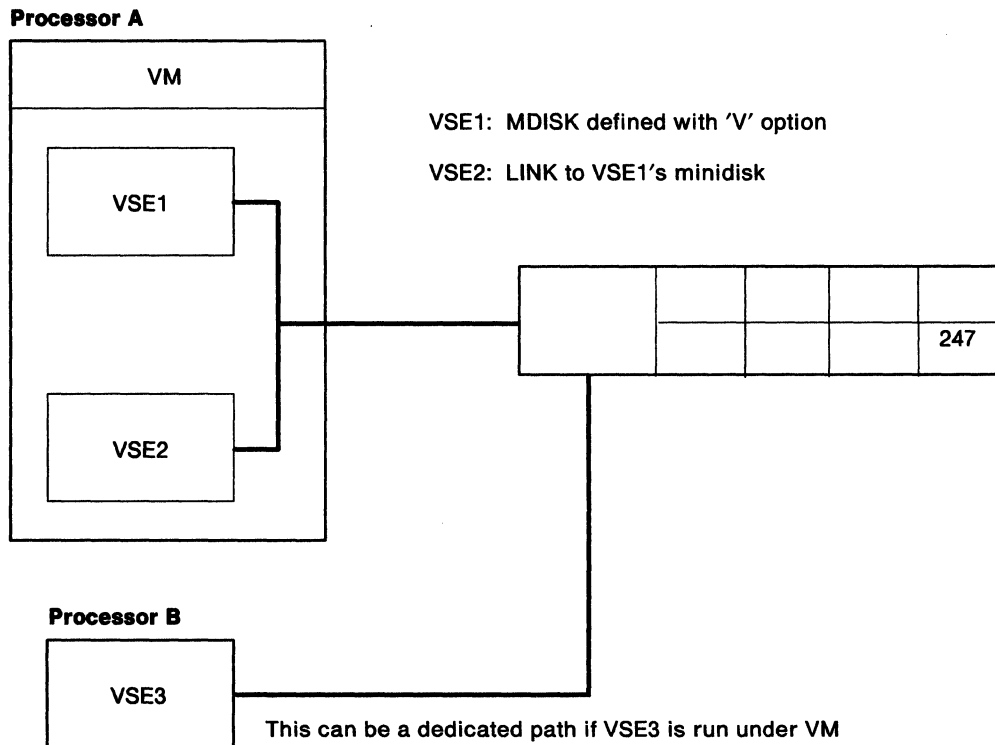 Processor A
VM
VSE1: MDISK defined with 'V' option
VSE2: LINK to VSE1's minidisk
VSE1
247
VSE2
Processor B
VSE3
This can be a dedicated path if VSE3 is run under VM